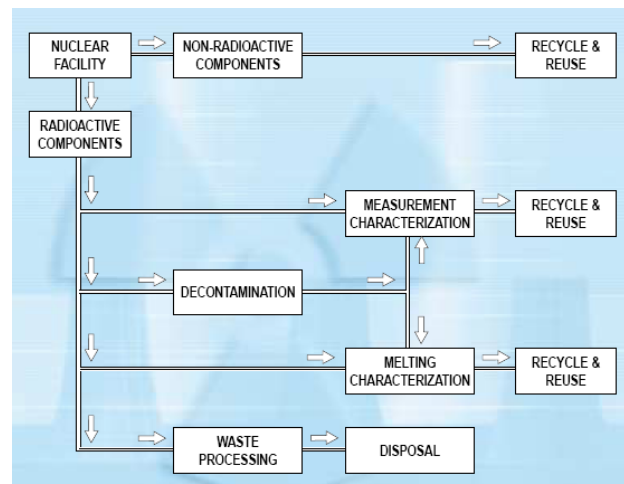 NUCLEAR
FACILITY
NON-RADIOACTIVE
COMPONENTS
RECYCLE &
REUSE
RADIOACTIVE
COMPONENTS
MEASUREMENT
CHARACTERIZATION
RECYCLE &
REUSE
DECONTAMINATION
MELTING
CHARACTERIZATION
RECYCLE &
REUSE
WASTE
PROCESSING
DISPOSAL